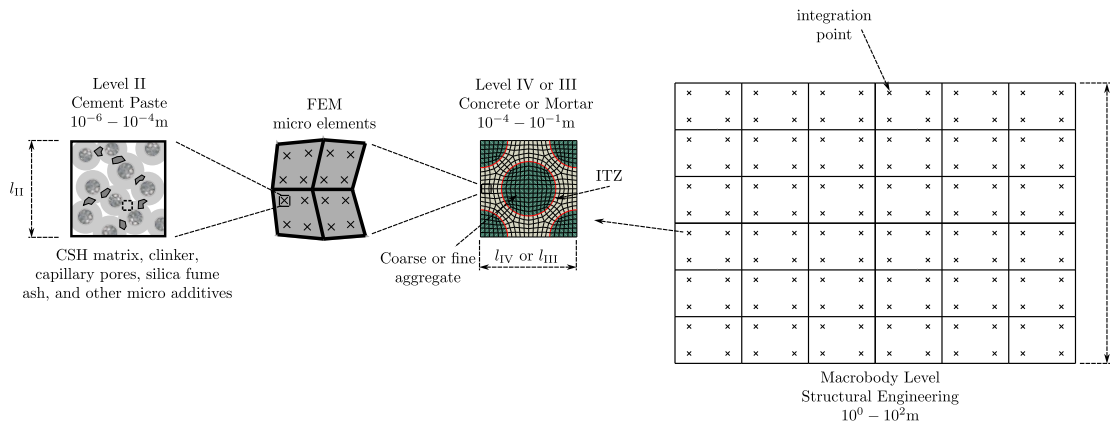 integration
point
Level II
Cement Paste
10⁻⁶ − 10⁻⁴m
FEM
micro elements
Level IV or III
Concrete or Mortar
10⁻⁴ − 10⁻¹m
ITZ
l_II
Coarse or fine
aggregate
l_IV or l_III
CSH matrix, clinker,
capillary pores, silica fume
ash, and other micro additives
Macrobody Level
Structural Engineering
10⁰ − 10²m